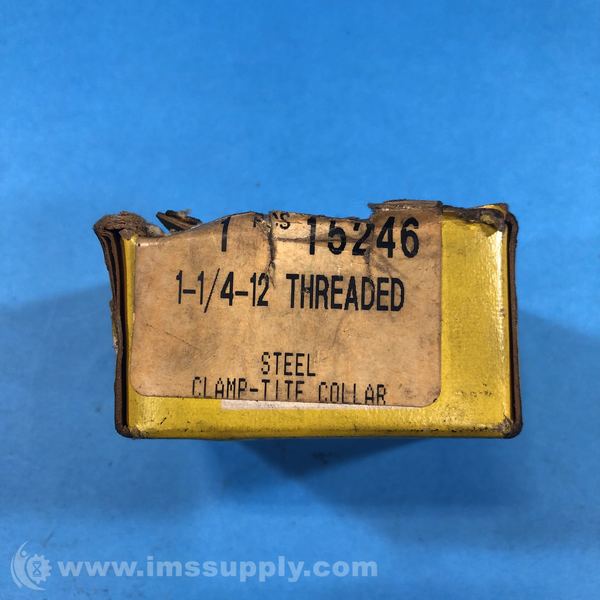 1 15246
1-1/4-12 THREADED
STEEL
CLAMP-TITE COLLAR
www.imssupply.com